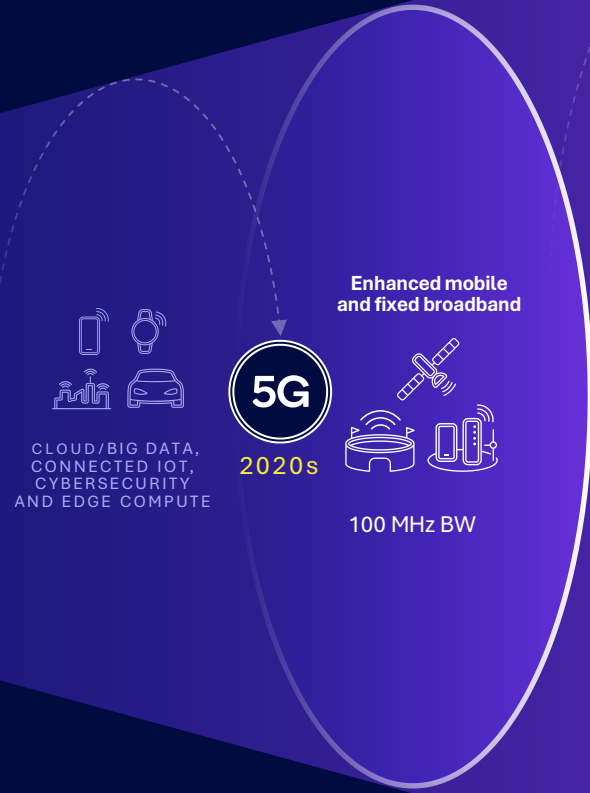 CLOUD/BIG DATA,
CONNECTED IOT,
CYBERSECURITY
AND EDGE COMPUTE
5G
2020s
Enhanced mobile
and fixed broadband
100 MHz BW